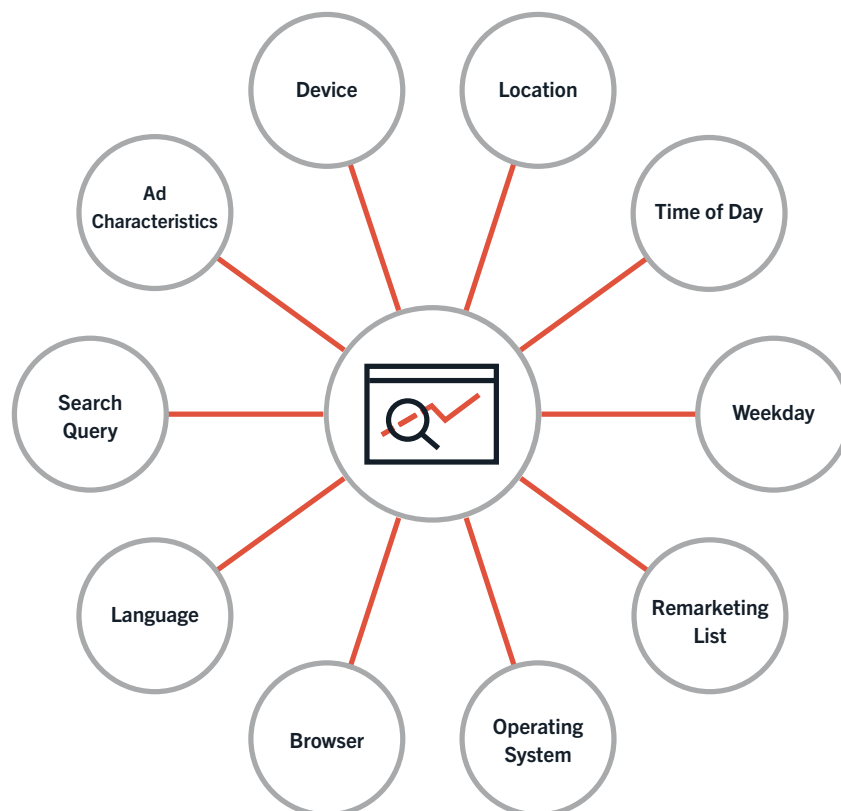 Device
Location
Ad
Characteristics
Time of Day
Search
Query
Weekday
Language
Remarketing
List
Browser
Operating
System